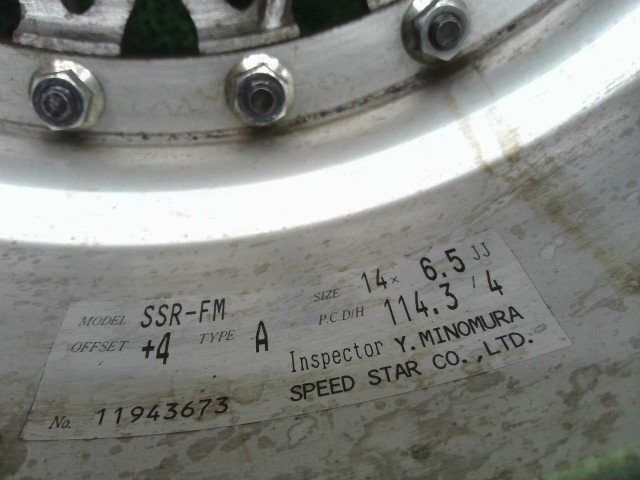 MODEL SSR-FM
SIZE 14× 6.5 JJ
OFFSET +4 TYPE A
P.C.D/H 114.3/4
Inspector Y.MINOMURA
No. 11943673
SPEED STAR CO.,LTD.